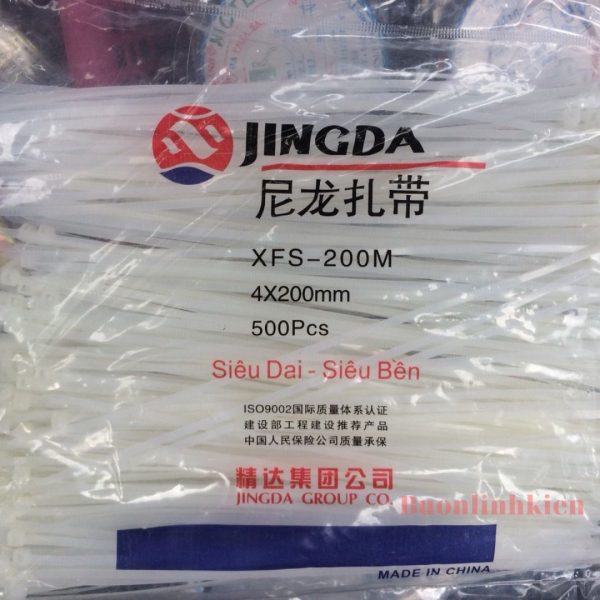 JINGDA
尼龙扎带
XFS-200M
4X200mm
500Pcs
Siêu Dai - Siêu Bền
ISO9002国际质量体系认证
建设部工程建设推荐产品
中国人民保险公司质量承保
精达集团公司
JINGDA GROUP CO.
Buonlinhkien
MADE IN CHINA